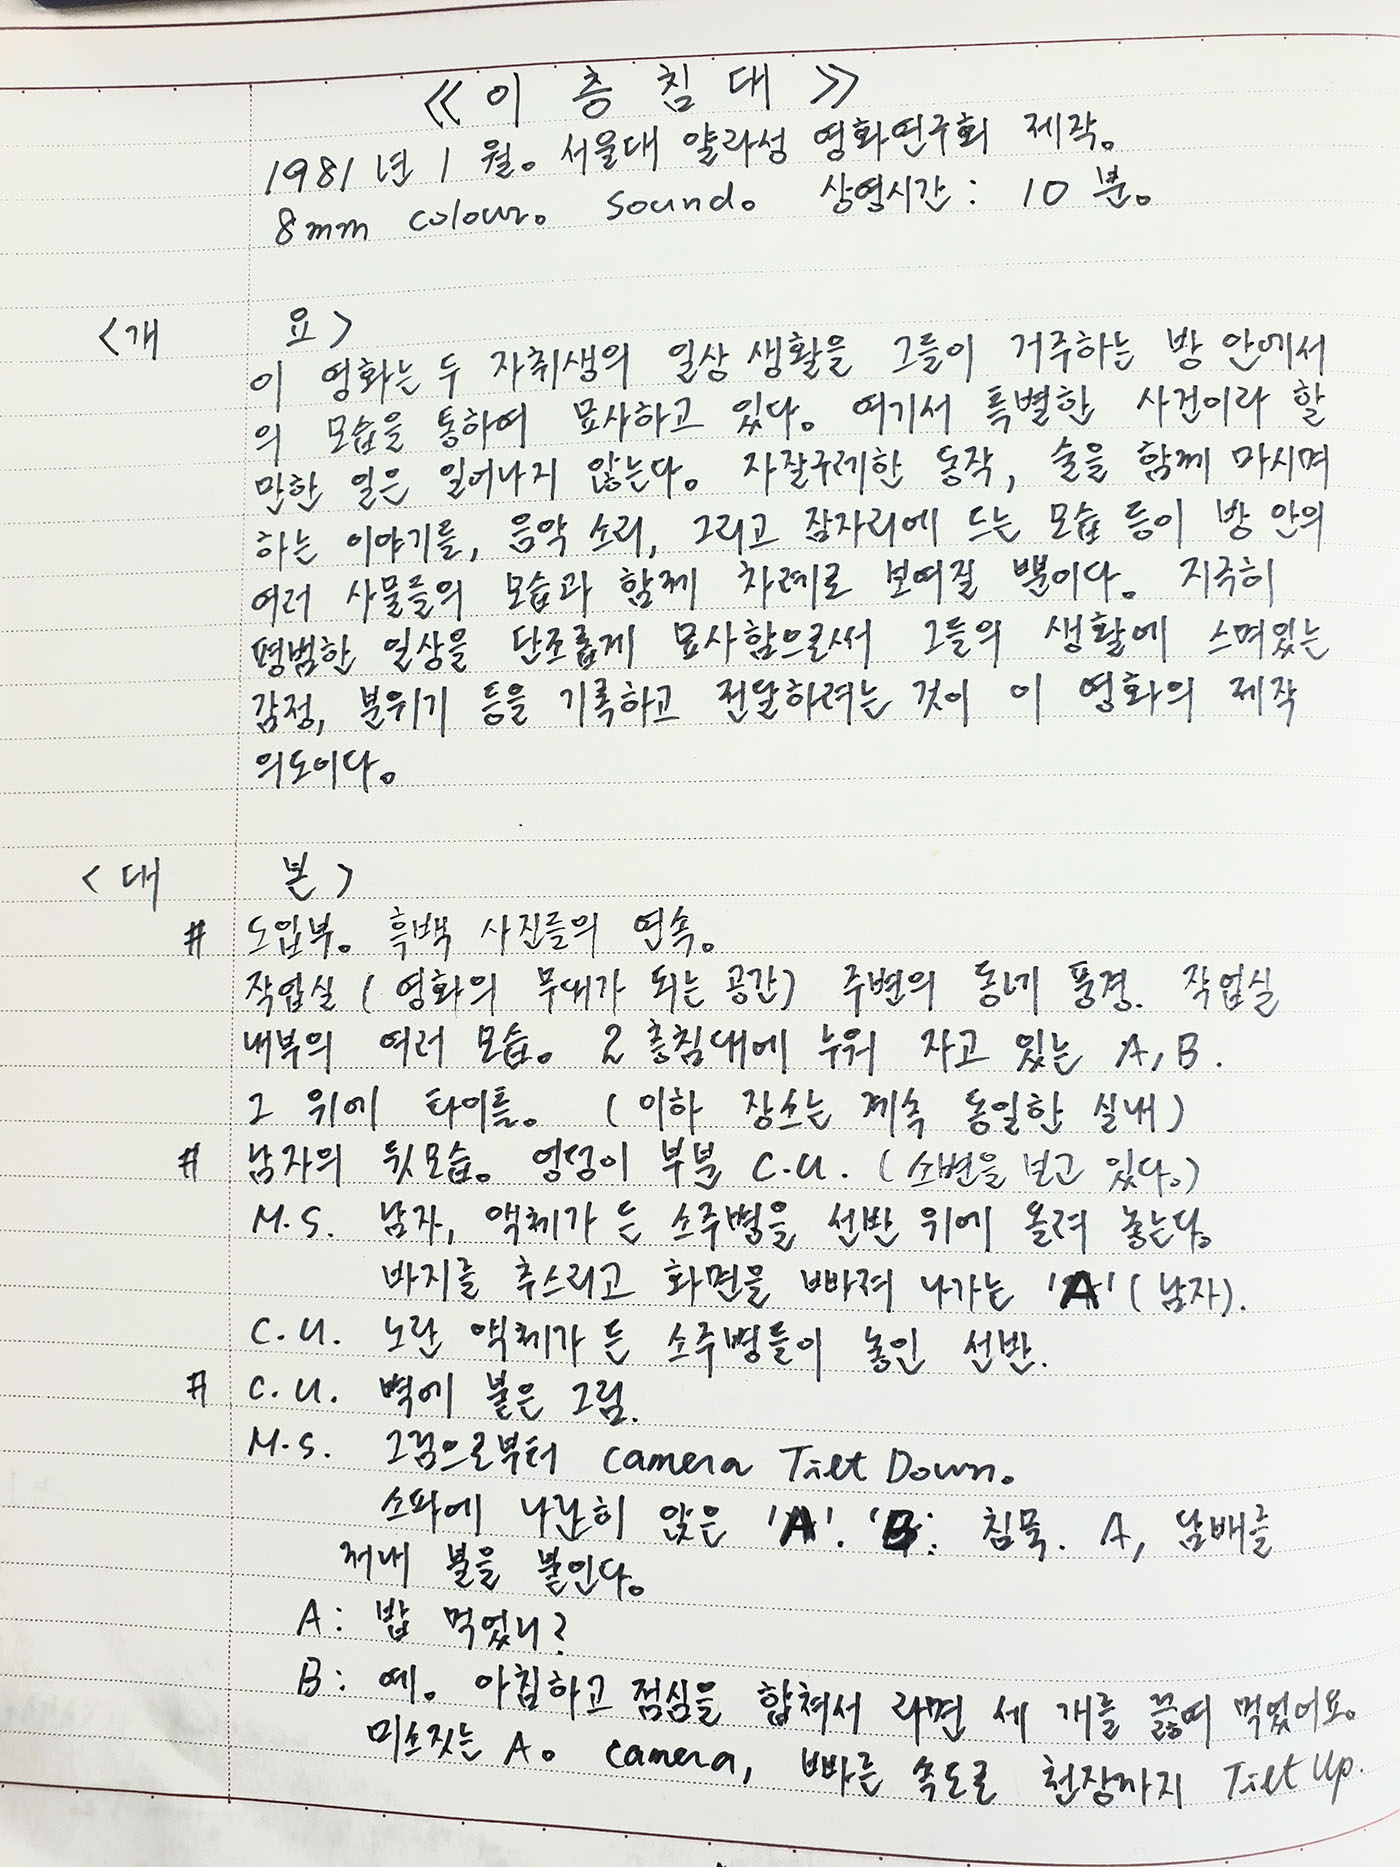 ≪ 이 층 침 대 ≫
1981년 1월. 서울대 얄라성 영화연구회 제작.
8mm colour. sound. 상영시간 : 10분.
<개 요>
이 영화는 두 자취생의 일상생활을 그들이 거주하는 방 안에서
의 모습을 통하여 묘사하고 있다. 여기서 특별한 사건이라 할
만한 일은 일어나지 않는다. 자잘구레한 동작, 술을 함께 마시며
하는 이야기들, 음악 소리, 그리고 잠자리에 드는 모습 등이 방 안의
여러 사물들의 모습과 함께 차례로 보여질 뿐이다. 지극히
평범한 일상을 단조롭게 묘사함으로써 그들의 생활에 스며있는
감정, 분위기 등을 기록하고 전달하려는 것이 이 영화의 제작
의도이다.
<대 본>
# 도입부. 흑백 사진들의 연속.
작업실 (영화의 무대가 되는 공간) 주변의 동네 풍경. 작업실
내부의 여러 모습. 2층침대에 누워 자고 있는 A, B.
그 위에 타이틀. (이하 장소는 계속 동일한 실내)
# 남자의 뒷모습. 엉덩이 부분 C.U. (소변을 보고 있다.)
M.S. 남자, 액체가 든 소주병을 선반 위에 올려 놓는다.
바지를 추스리고 화면을 빠져 나가는 'A' (남자).
C.U. 노란 액체가 든 소주병들이 놓인 선반.
# C.U. 벽에 붙은 그림.
M.S. 그림으로부터 camera Tilt Down.
소파에 나란히 앉은 'A'. 'B'. 침묵. A, 담배를
꺼내 불을 붙인다.
A : 밥 먹었니?
B : 예. 아침하고 점심을 합쳐서 라면 세 개를 끓여 먹었어요.
미소짓는 A. camera, 빠른 속도로 천장까지 Tilt Up.